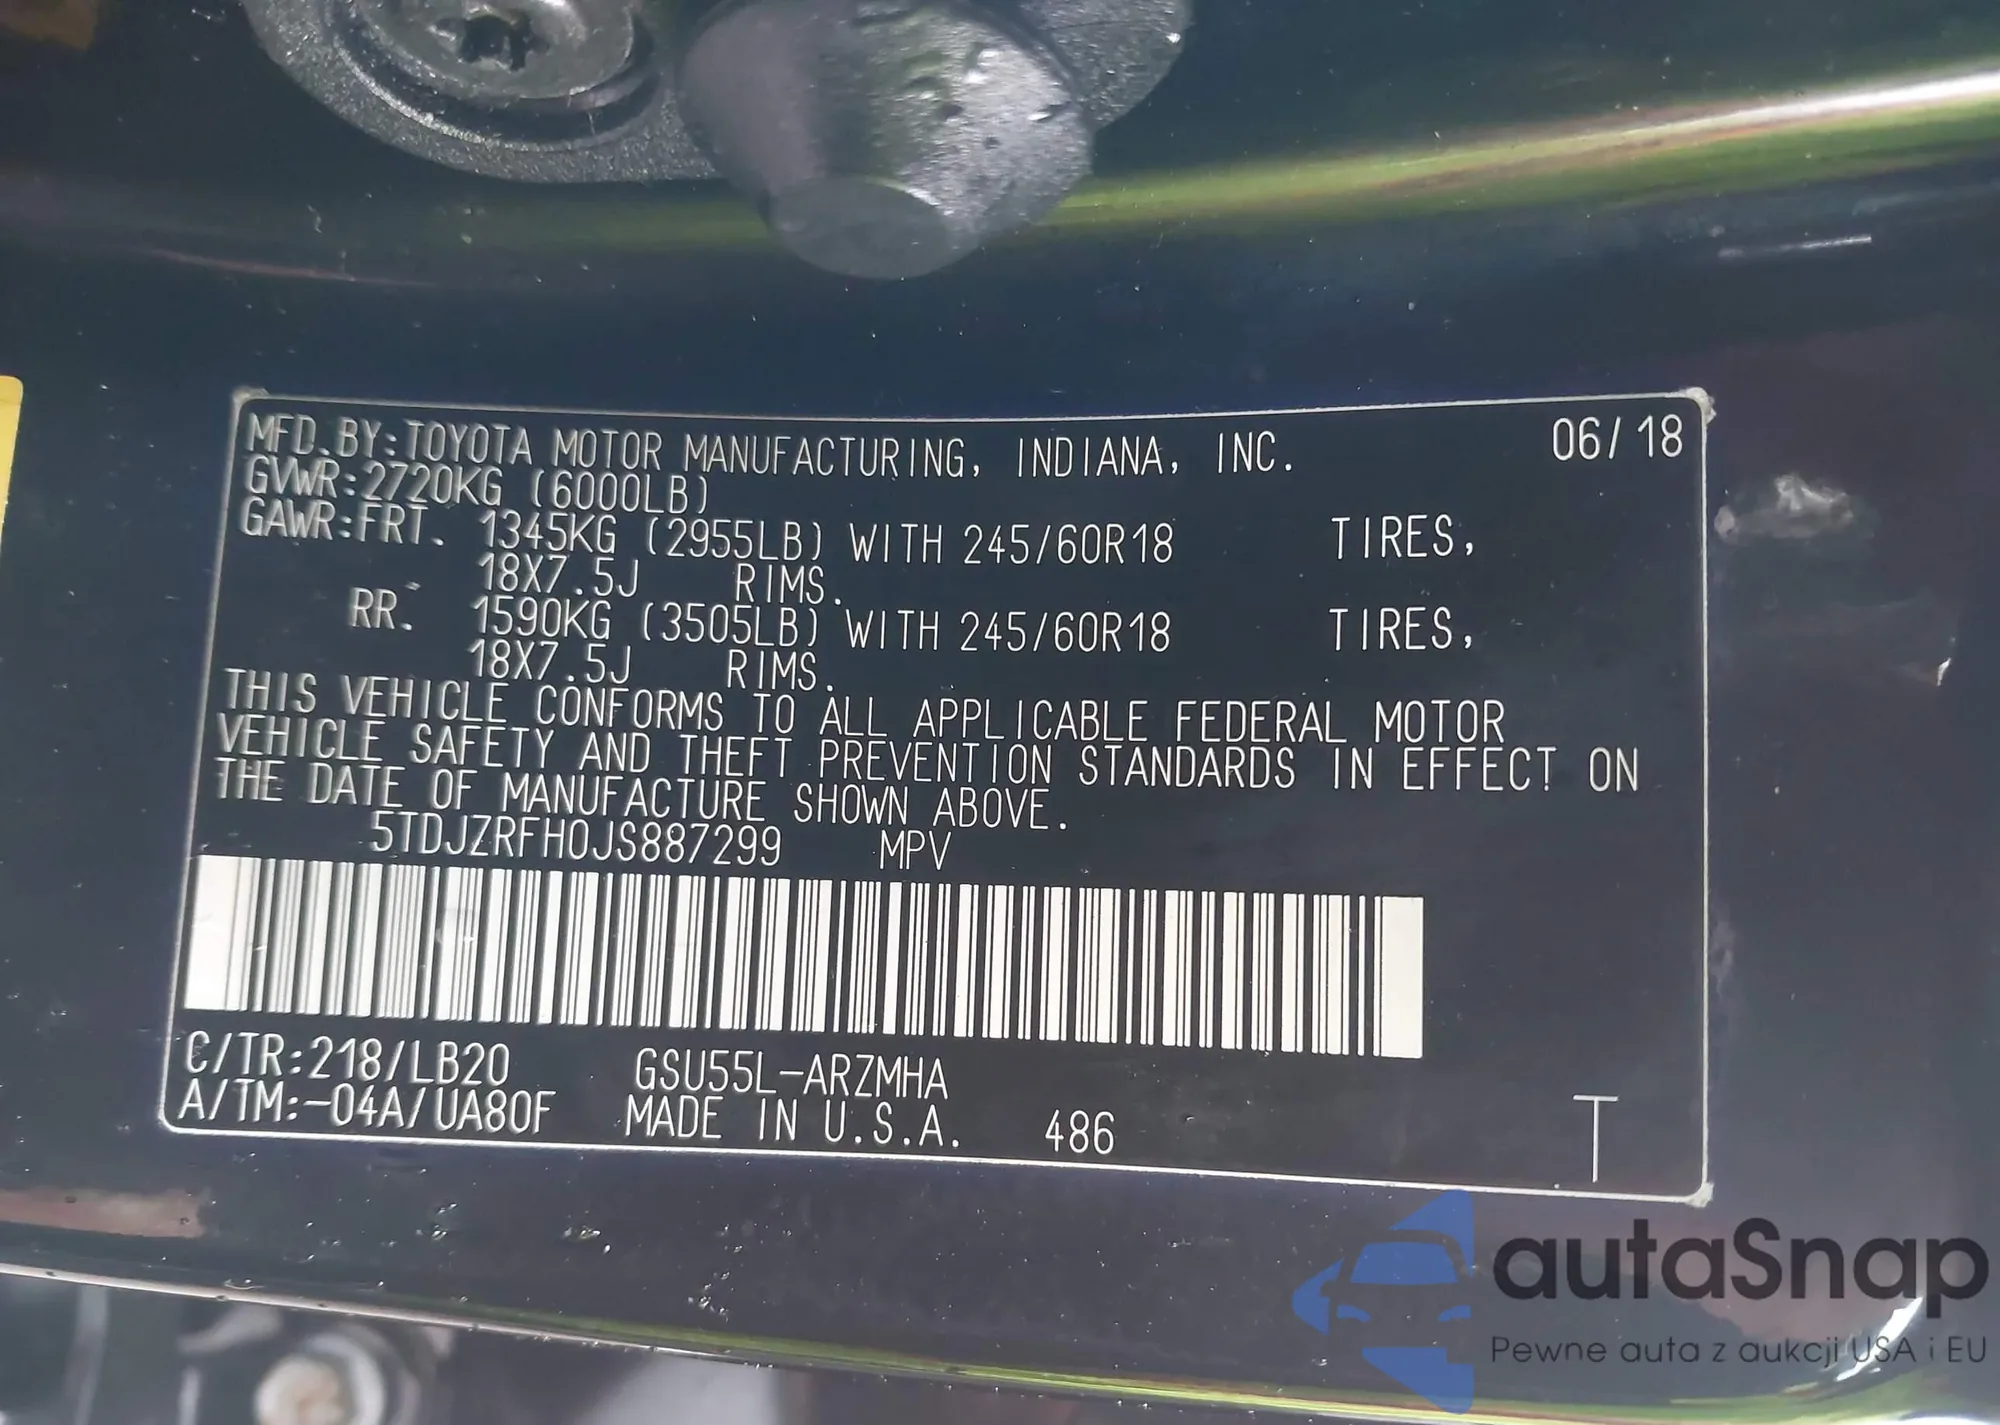 MFD.BY:TOYOTA MOTOR MANUFACTURING, INDIANA, INC. 06/18
GVWR:2720KG (6000LB)
GAWR:FRT. 1345KG (2955LB) WITH 245/60R18 TIRES,
18X7.5J RIMS.
RR. 1590KG (3505LB) WITH 245/60R18 TIRES,
18X7.5J RIMS.
THIS VEHICLE CONFORMS TO ALL APPLICABLE FEDERAL MOTOR
VEHICLE SAFETY AND THEFT PREVENTION STANDARDS IN EFFECT ON
THE DATE OF MANUFACTURE SHOWN ABOVE.
5TDJZRFH0JS887299 MPV
C/TR:218/LB20 GSU55L-ARZMHA
A/TM:-04A/UA80F MADE IN U.S.A. 486 T
autaSnap
Pewne auta z aukcji USA i EU